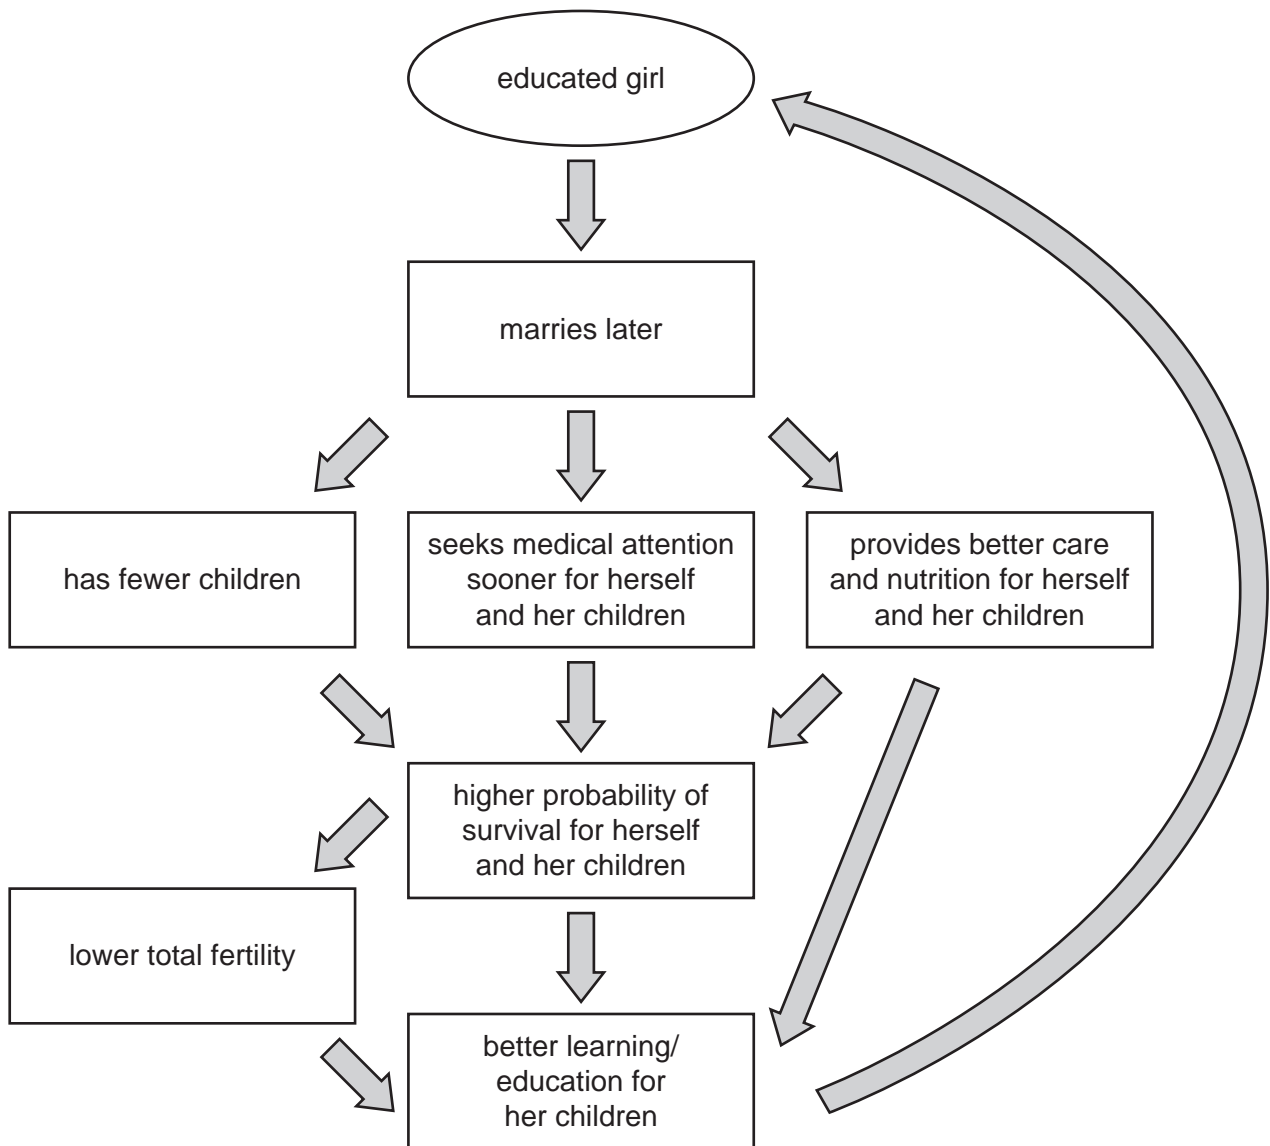 educated girl
marries later
has fewer children
seeks medical attention
sooner for herself
and her children
provides better care
and nutrition for herself
and her children
higher probability of
survival for herself
and her children
lower total fertility
better learning/
education for
her children